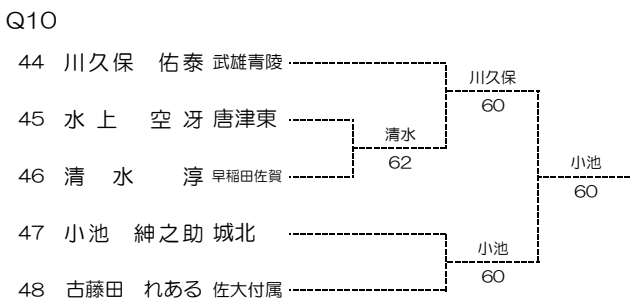 Q10
44 川久保 佑泰 武雄青陵
川久保
60
45 水上 空冴 唐津東
清水
62
46 清水 淳 早稲田佐賀
小池
60
47 小池 紳之助 城北
小池
60
48 古藤田 れある 佐大付属